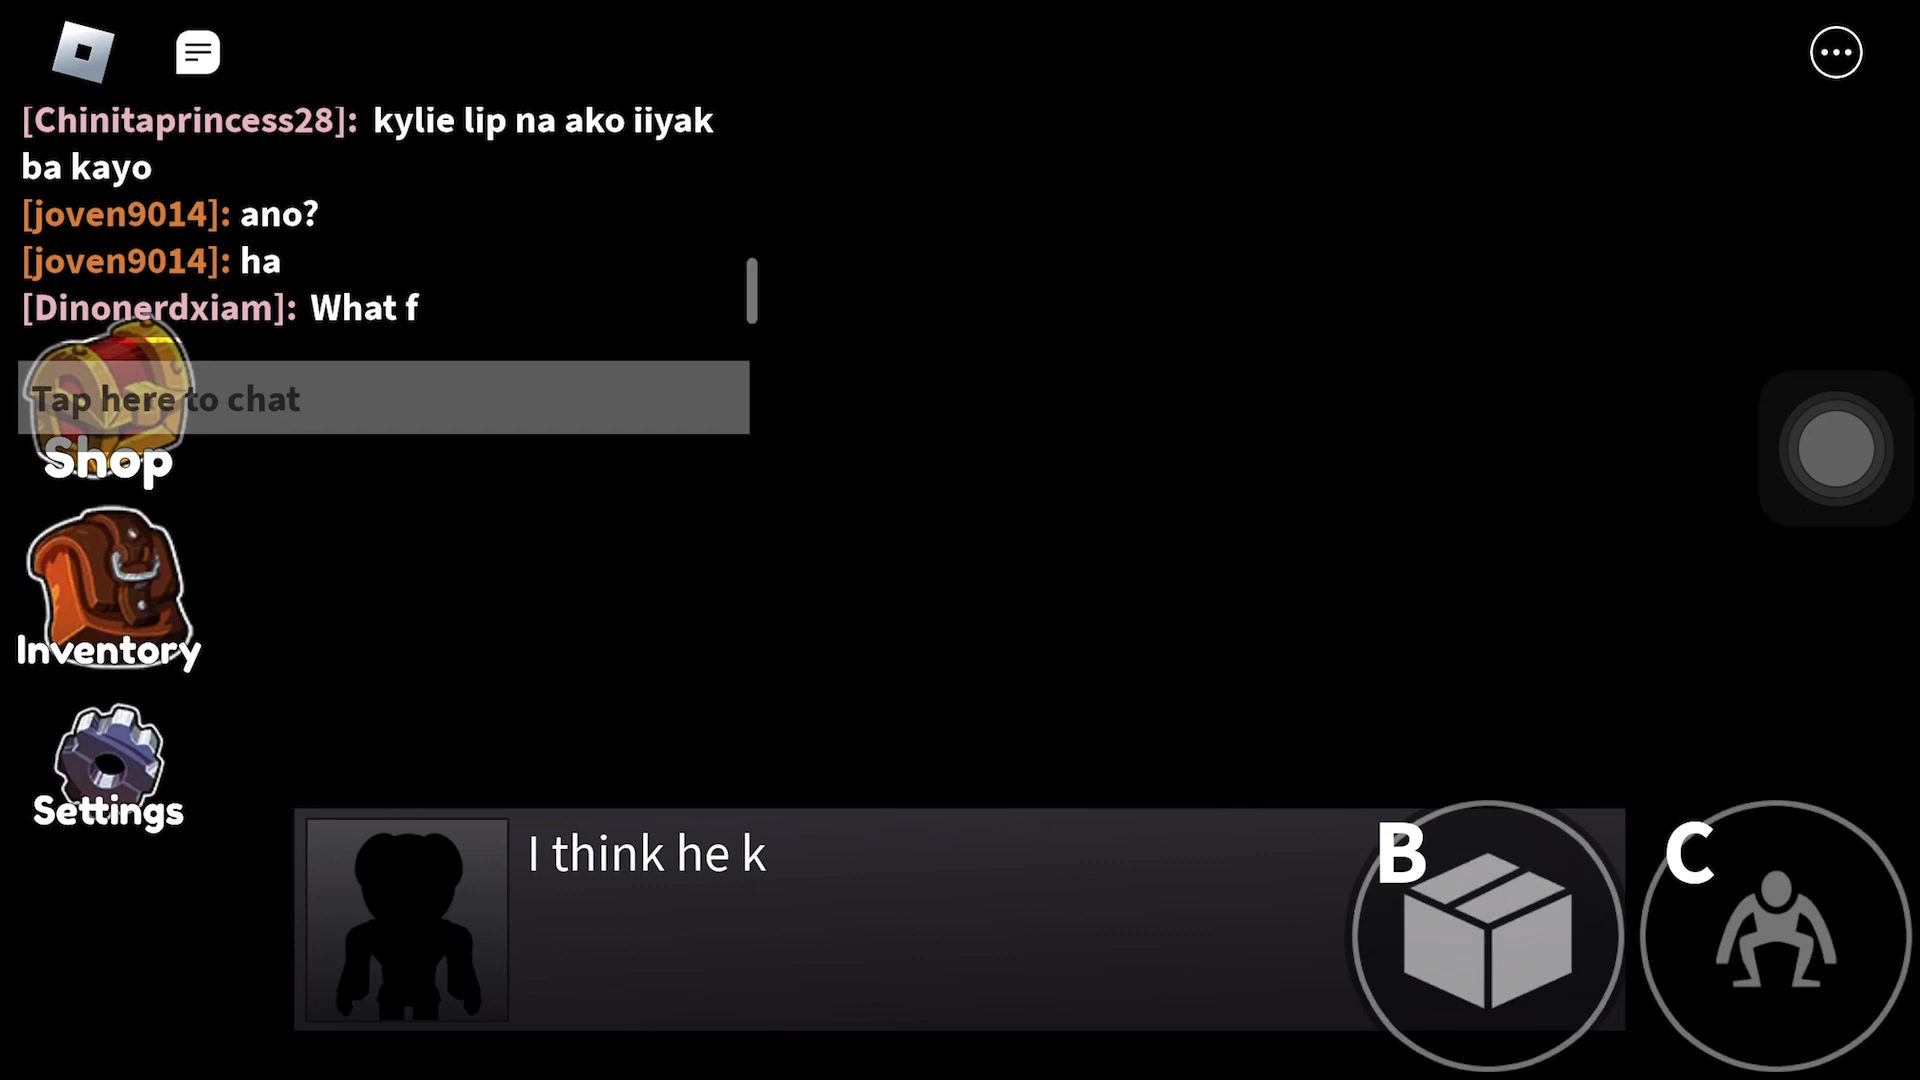 [Chinitaprincess28]: kylie lip na ako iiyak
ba kayo
[joven9014]: ano?
[joven9014]: ha
[Dinonerdxiam]: What f
Tap here to chat
Shop
Inventory
Settings
I think he k
B
C